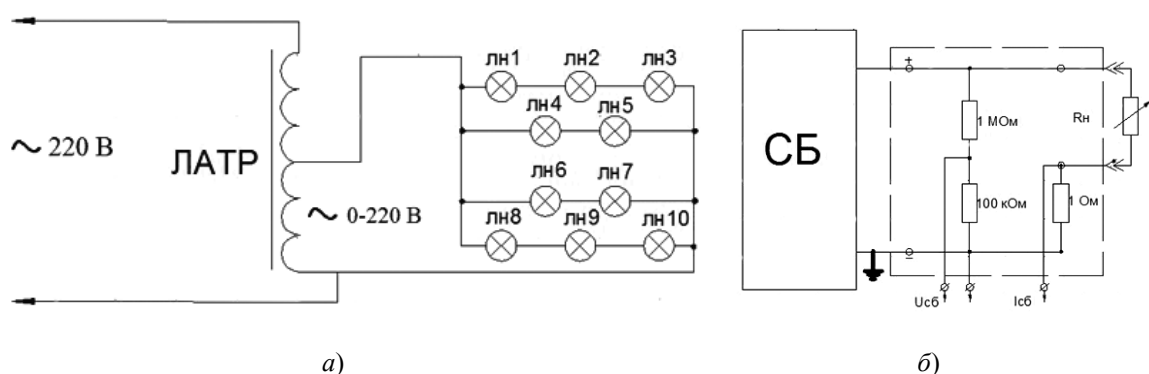 ~ 220 В
ЛАТР
~ 0-220 В
лн1 лн2 лн3
лн4 лн5
лн6 лн7
лн8 лн9 лн10
СБ
+
1 МОм
Rн
100 кОм
1 Ом
–
Uсб
Iсб
а)
б)